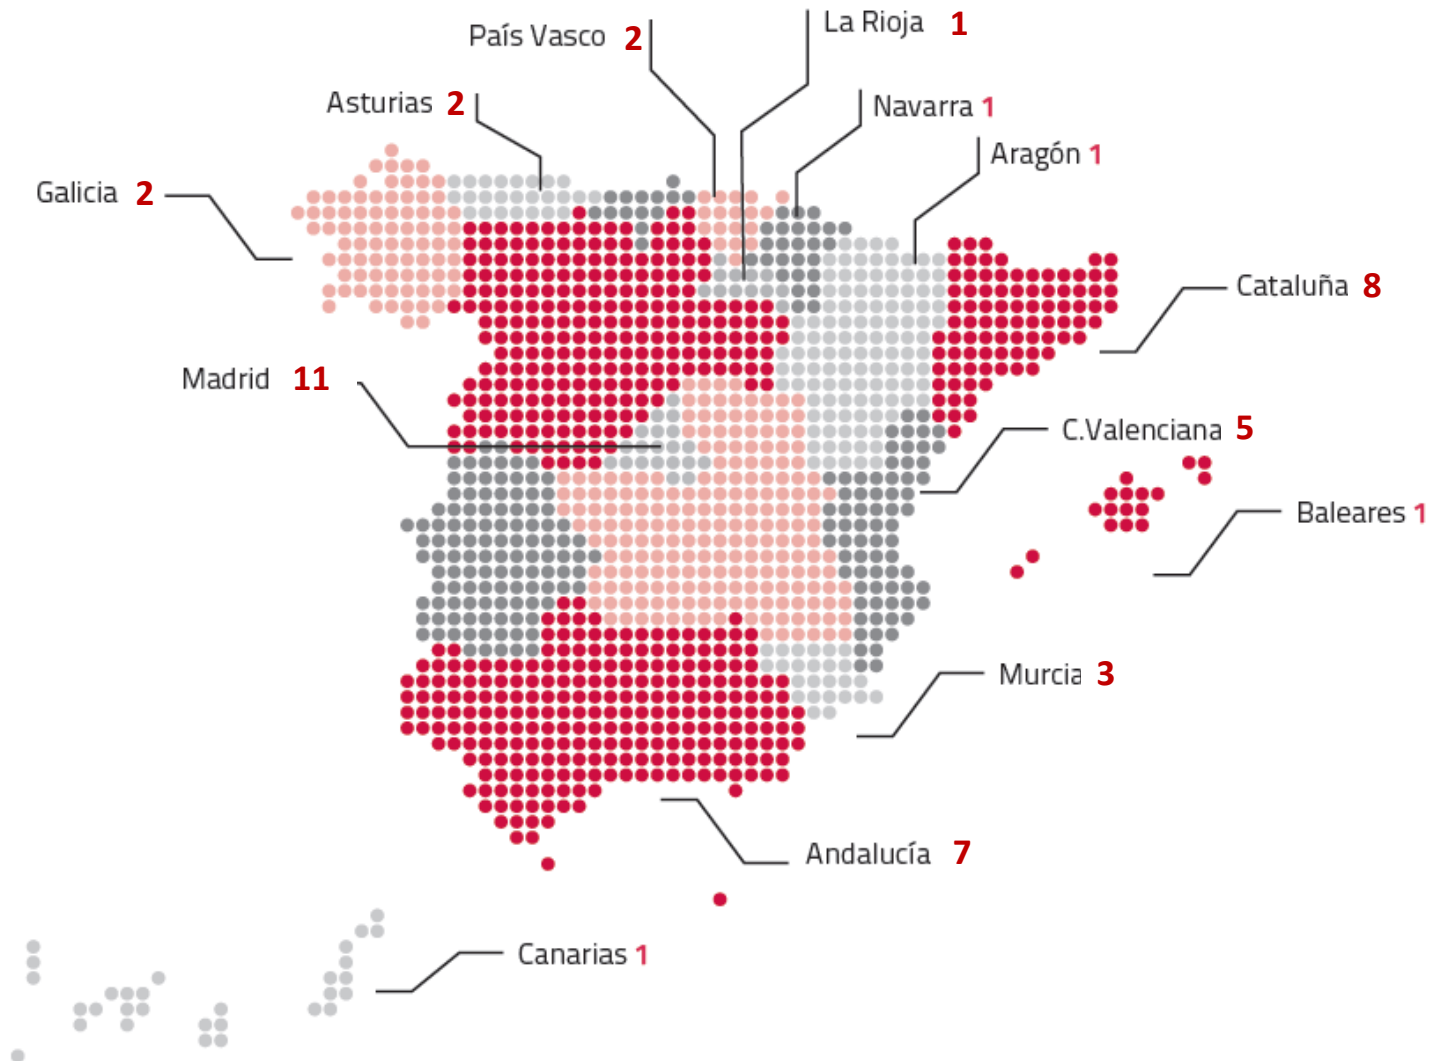 La Rioja 1
País Vasco 2
Asturias 2
Navarra 1
Aragón 1
Galicia 2
Cataluña 8
Madrid 11
C.Valenciana 5
Baleares 1
Murcia 3
Andalucía 7
Canarias 1